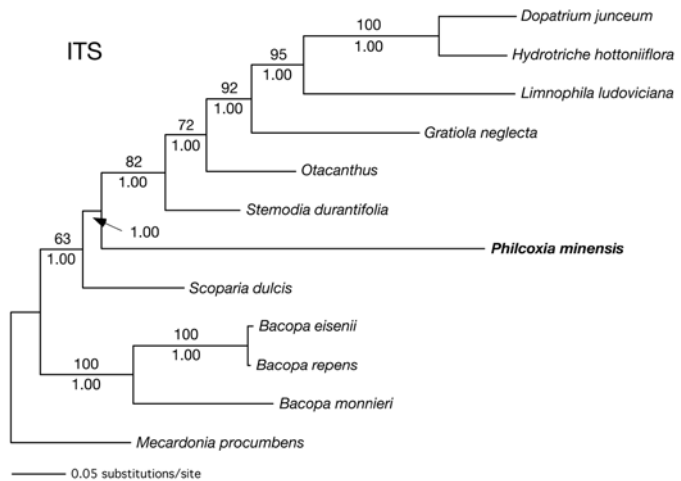 ITS
100
1.00
Dopatrium junceum
Hydrotriche hottoniiflora
95
1.00
Limnophila ludoviciana
92
1.00
Gratiola neglecta
72
1.00
Otacanthus
82
1.00
Stemodia durantifolia
1.00
Philcoxia minensis
63
1.00
Scoparia dulcis
Bacopa eisenii
100
1.00
Bacopa repens
100
1.00
Bacopa monnieri
Mecardonia procumbens
0.05 substitutions/site